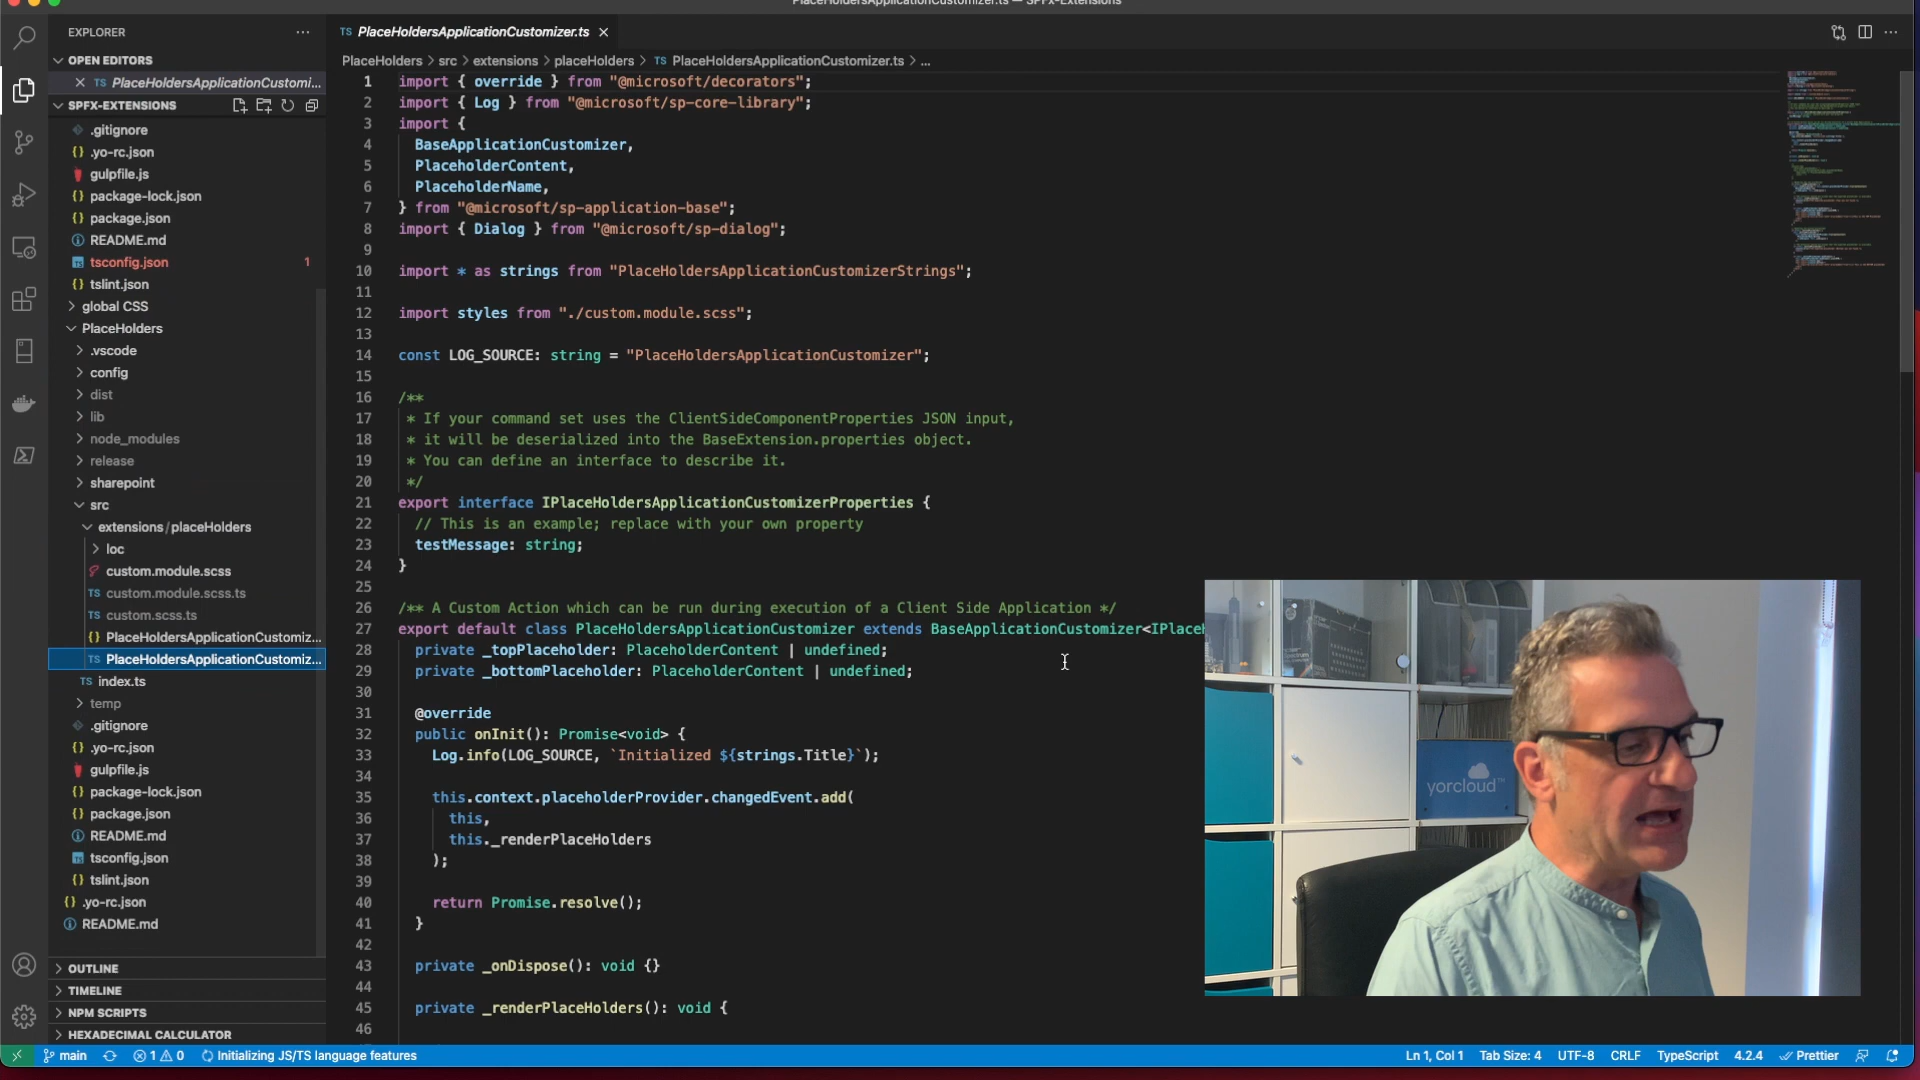 PlaceHoldersApplicationCustomizer.ts — SPFx-Extensions
EXPLORER
OPEN EDITORS
TS PlaceHoldersApplicationCustomi...
SPFX-EXTENSIONS
.gitignore
{} .yo-rc.json
gulpfile.js
{} package-lock.json
{} package.json
README.md
tsconfig.json 1
{} tslint.json
global CSS
PlaceHolders
.vscode
config
dist
lib
node_modules
release
sharepoint
src
extensions/placeHolders
loc
custom.module.scss
TS custom.module.scss.ts
TS custom.scss.ts
{} PlaceHoldersApplicationCustomiz...
TS PlaceHoldersApplicationCustomiz...
TS index.ts
temp
.gitignore
{} .yo-rc.json
gulpfile.js
{} package-lock.json
{} package.json
README.md
tsconfig.json
{} tslint.json
{} .yo-rc.json
README.md
OUTLINE
TIMELINE
NPM SCRIPTS
HEXADECIMAL CALCULATOR
TS PlaceHoldersApplicationCustomizer.ts
PlaceHolders > src > extensions > placeHolders > TS PlaceHoldersApplicationCustomizer.ts > ...
1 import { override } from "@microsoft/decorators";
2 import { Log } from "@microsoft/sp-core-library";
3 import {
4 BaseApplicationCustomizer,
5 PlaceholderContent,
6 PlaceholderName,
7 } from "@microsoft/sp-application-base";
8 import { Dialog } from "@microsoft/sp-dialog";
9
10 import * as strings from "PlaceHoldersApplicationCustomizerStrings";
11
12 import styles from "./custom.module.scss";
13
14 const LOG_SOURCE: string = "PlaceHoldersApplicationCustomizer";
15
16 /**
17 * If your command set uses the ClientSideComponentProperties JSON input,
18 * it will be deserialized into the BaseExtension.properties object.
19 * You can define an interface to describe it.
20 */
21 export interface IPlaceHoldersApplicationCustomizerProperties {
22 // This is an example; replace with your own property
23 testMessage: string;
24 }
25
26 /** A Custom Action which can be run during execution of a Client Side Application */
27 export default class PlaceHoldersApplicationCustomizer extends BaseApplicationCustomizer<IPlaceH
28 private _topPlaceholder: PlaceholderContent | undefined;
29 private _bottomPlaceholder: PlaceholderContent | undefined;
30
31 @override
32 public onInit(): Promise<void> {
33 Log.info(LOG_SOURCE, `Initialized ${strings.Title}`);
34
35 this.context.placeholderProvider.changedEvent.add(
36 this,
37 this._renderPlaceHolders
38 );
39
40 return Promise.resolve();
41 }
42
43 private _onDispose(): void {}
44
45 private _renderPlaceHolders(): void {
46
yorcloud™
main
1 0
Initializing JS/TS language features
Ln 1, Col 1
Tab Size: 4
UTF-8
CRLF
TypeScript
4.2.4
Prettier